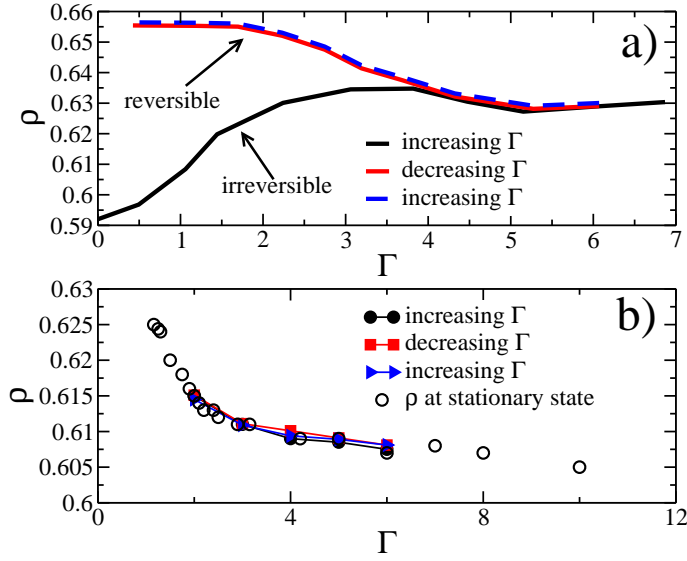 0.66
0.65
0.64
0.63
0.62
0.61
0.6
0.59
ρ
a)
reversible
irreversible
increasing Γ
decreasing Γ
increasing Γ
0 1 2 3 4 5 6 7
Γ
0.63
0.625
0.62
0.615
0.61
0.605
0.6
ρ
b)
increasing Γ
decreasing Γ
increasing Γ
ρ at stationary state
0 4 8 12
Γ